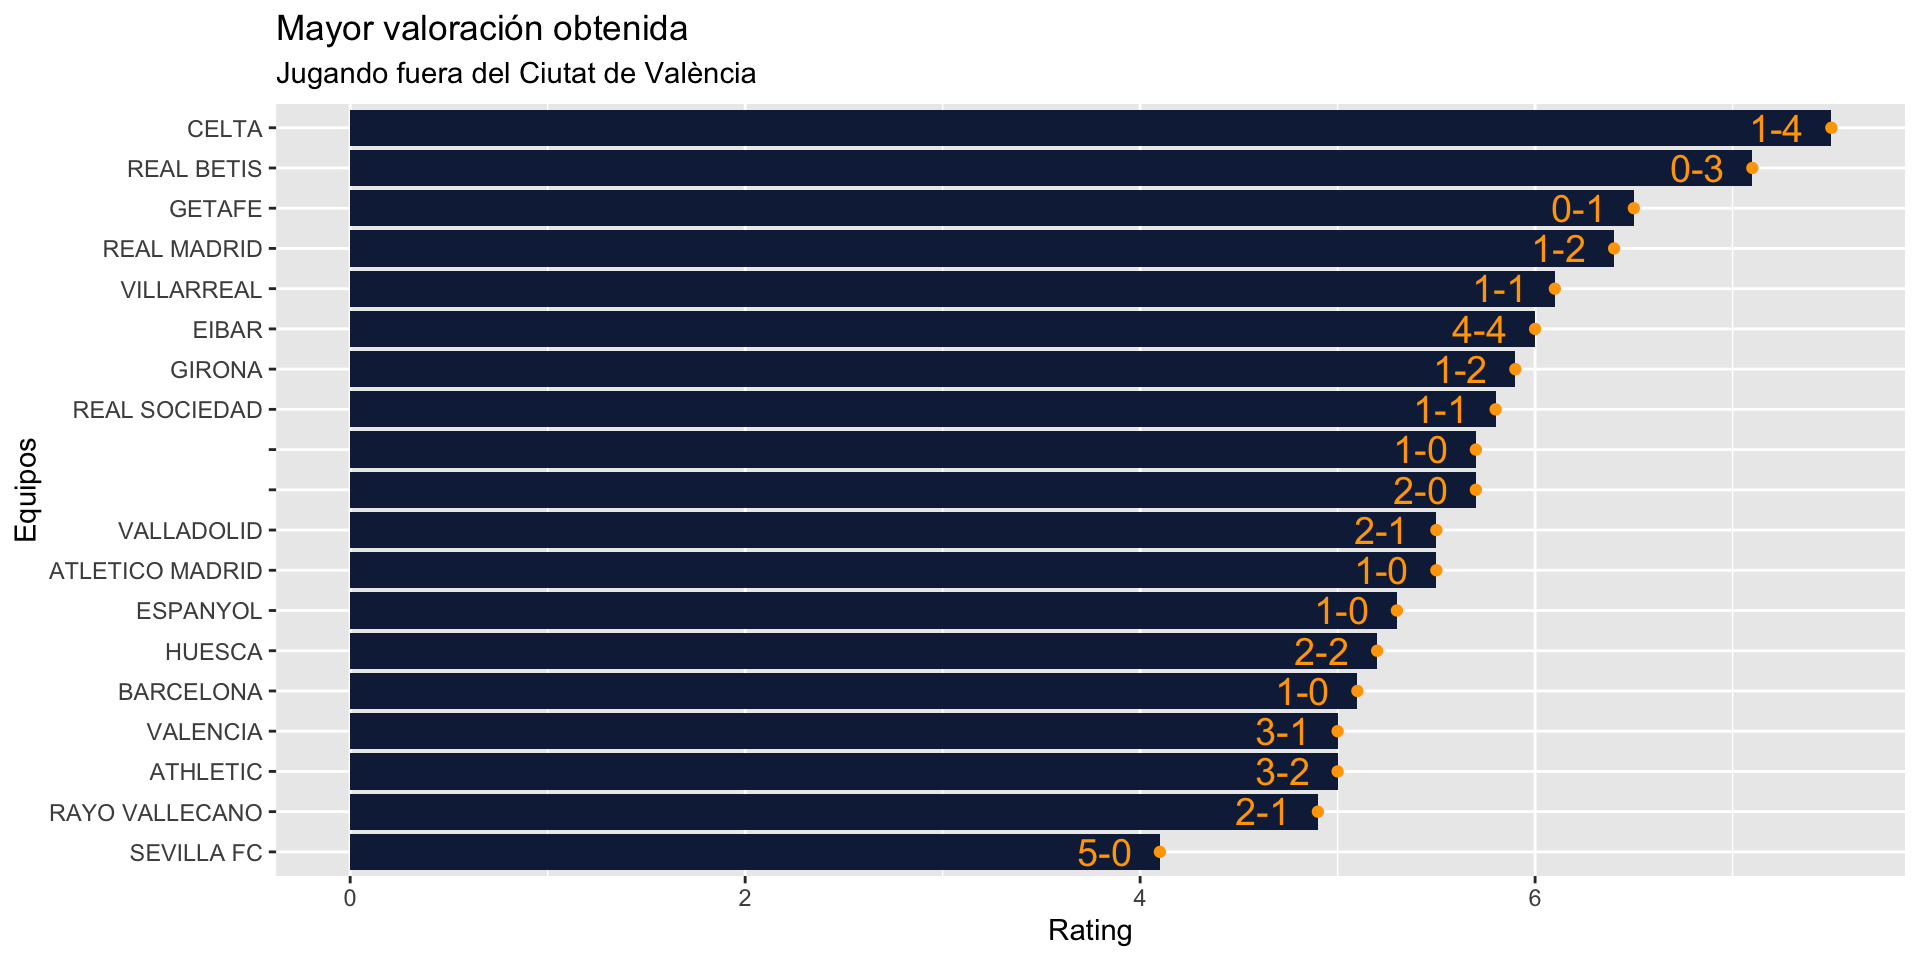 Mayor valoración obtenida
Jugando fuera del Ciutat de València
Equipos
CELTA 1-4
REAL BETIS 0-3
GETAFE 0-1
REAL MADRID 1-2
VILLARREAL 1-1
EIBAR 4-4
GIRONA 1-2
REAL SOCIEDAD 1-1
1-0
2-0
VALLADOLID 2-1
ATLETICO MADRID 1-0
ESPANYOL 1-0
HUESCA 2-2
BARCELONA 1-0
VALENCIA 3-1
ATHLETIC 3-2
RAYO VALLECANO 2-1
SEVILLA FC 5-0
0 2 4 6
Rating